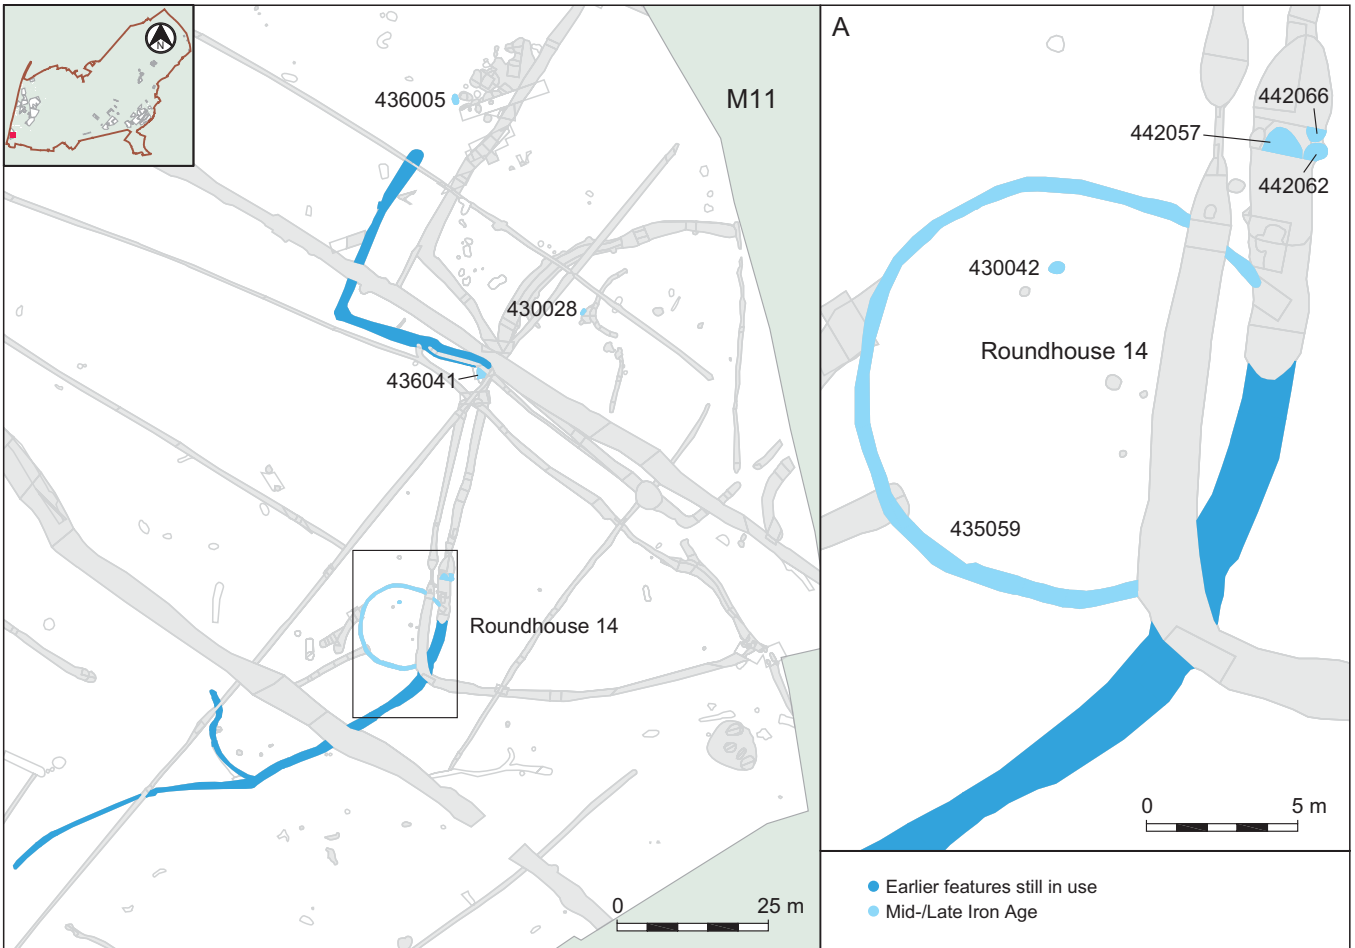 N
436005
M11
430028
436041
Roundhouse 14
0 25 m
A
442066
442057
442062
430042
Roundhouse 14
435059
0 5 m
Earlier features still in use
Mid-/Late Iron Age